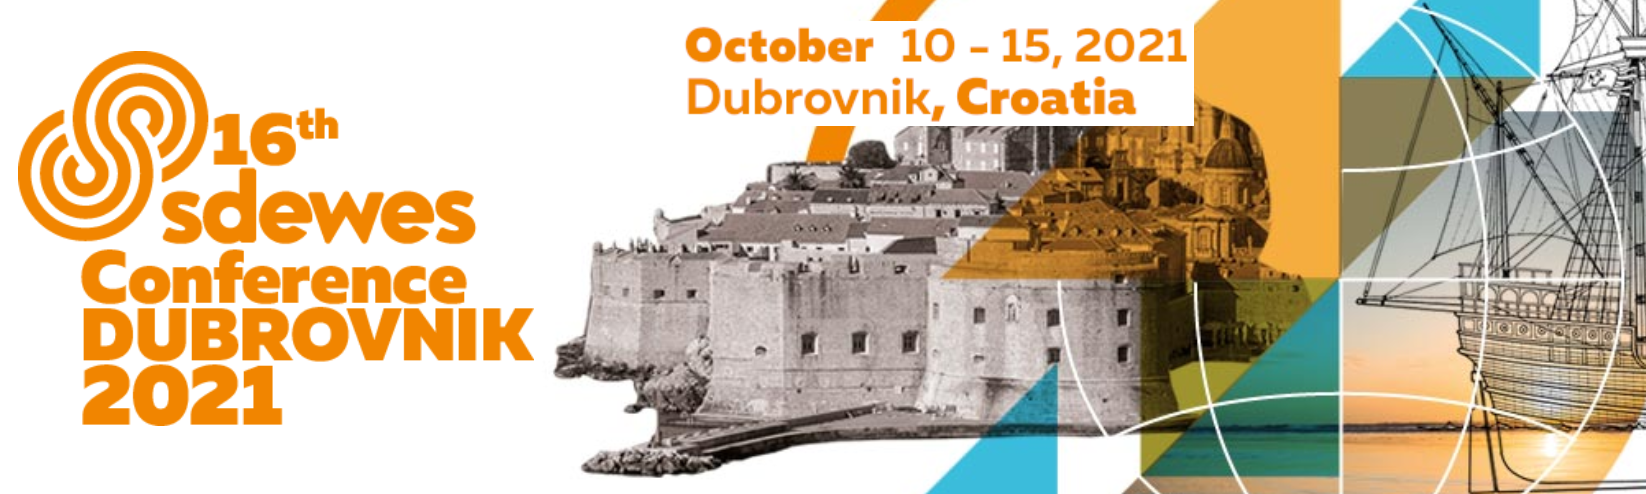 16th
sdewes
Conference
DUBROVNIK
2021
October 10 - 15, 2021
Dubrovnik, Croatia